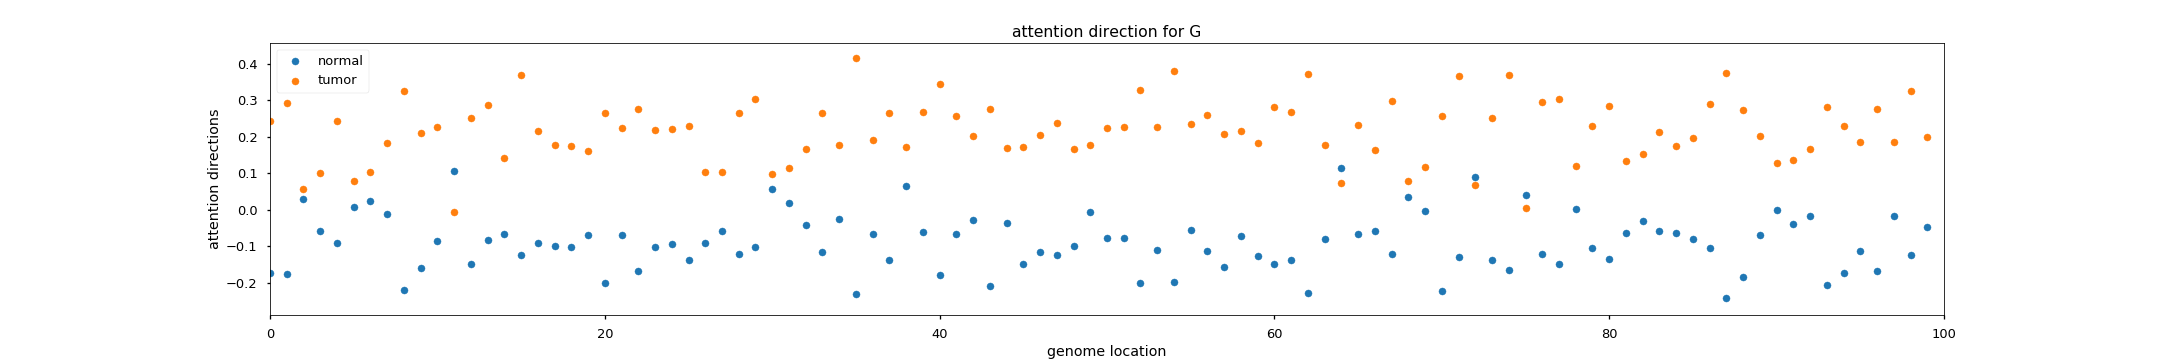 attention direction for G
normal
tumor
attention directions
0.4
0.3
0.2
0.1
0.0
−0.1
−0.2
0 20 40 60 80 100
genome location